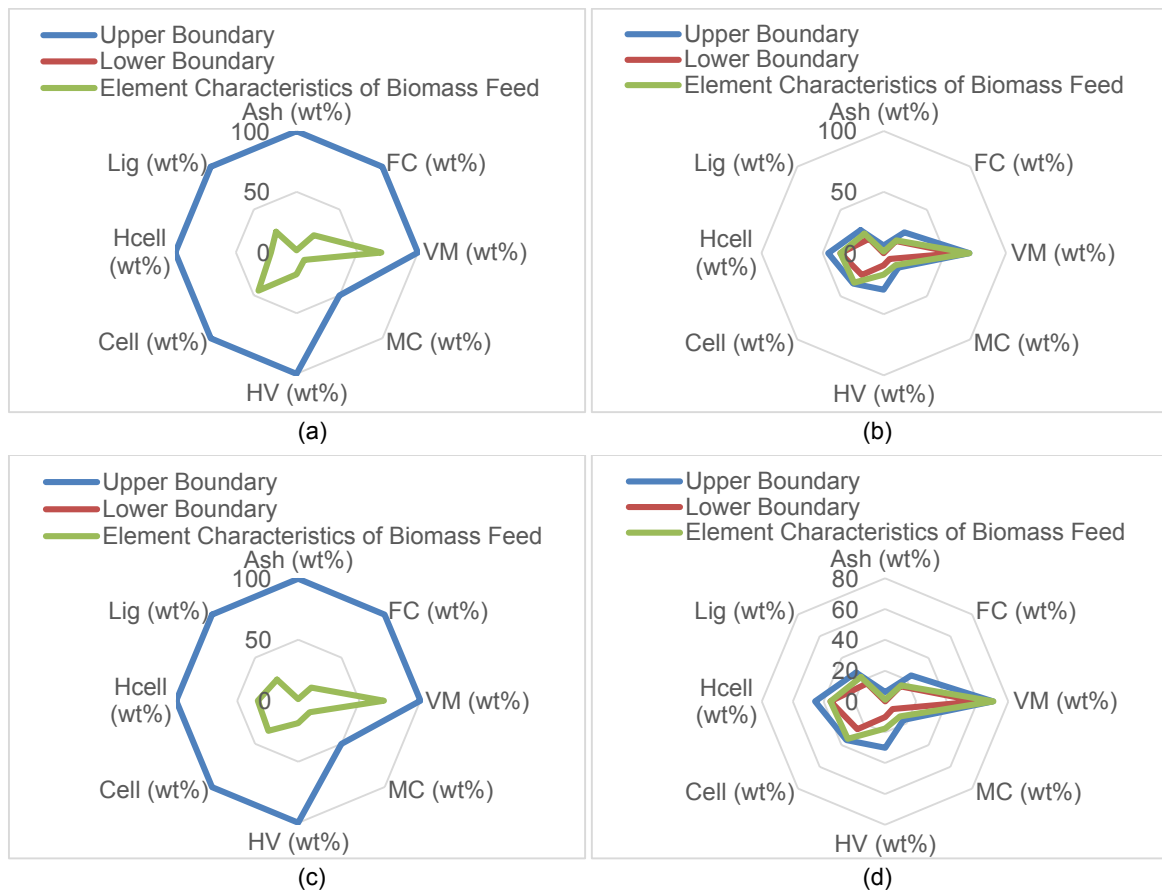 Upper Boundary
Lower Boundary
Element Characteristics of Biomass Feed
Ash (wt%)
100
FC (wt%)
Lig (wt%)
50
Hcell
(wt%)
0
VM (wt%)
Cell (wt%)
MC (wt%)
HV (wt%)
(a)
Upper Boundary
Lower Boundary
Element Characteristics of Biomass Feed
Ash (wt%)
100
Lig (wt%)
FC (wt%)
50
Hcell
(wt%)
0
VM (wt%)
Cell (wt%)
MC (wt%)
HV (wt%)
(b)
Upper Boundary
Lower Boundary
Element Characteristics of Biomass Feed
Ash (wt%)
100
Lig (wt%)
FC (wt%)
50
Hcell
(wt%)
0
VM (wt%)
Cell (wt%)
MC (wt%)
HV (wt%)
(c)
Upper Boundary
Lower Boundary
Element Characteristics of Biomass Feed
Ash (wt%)
80
Lig (wt%)
60
FC (wt%)
40
20
Hcell
(wt%)
0
VM (wt%)
Cell (wt%)
MC (wt%)
HV (wt%)
(d)